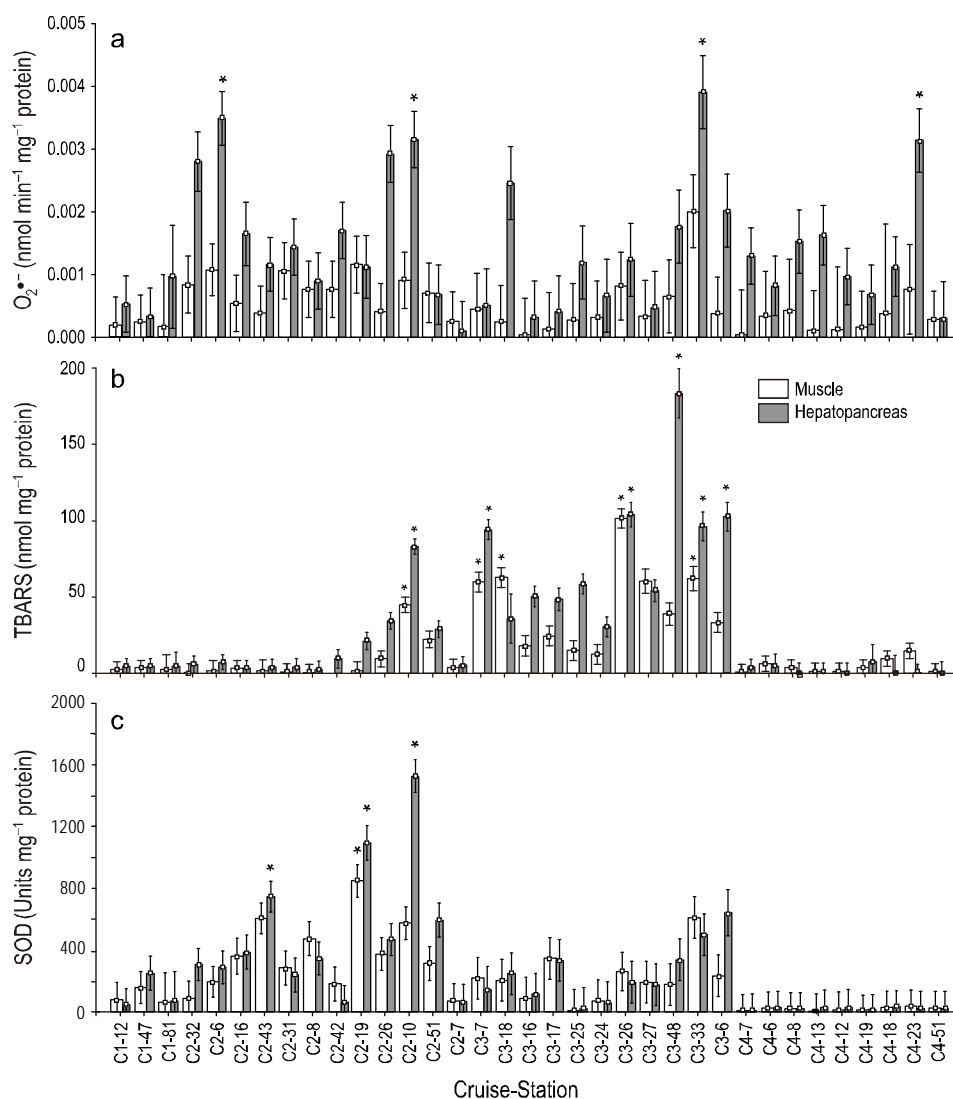 a
0.005
0.004
0.003
0.002
0.001
0.000
O₂•− (nmol min⁻¹ mg⁻¹ protein)
* * * *
b
200
150
100
50
0
TBARS (nmol mg⁻¹ protein)
Muscle
Hepatopancreas
* * * * * * * * * * *
c
2000
1600
1200
800
400
0
SOD (Units mg⁻¹ protein)
* * * *
C1-12 C1-47 C1-81 C2-32 C2-6 C2-16 C2-43 C2-31 C2-8 C2-42 C2-19 C2-26 C2-10 C2-51 C2-7 C3-7 C3-18 C3-16 C3-17 C3-25 C3-24 C3-26 C3-27 C3-48 C3-33 C3-6 C4-7 C4-6 C4-8 C4-13 C4-12 C4-19 C4-18 C4-23 C4-51
Cruise-Station